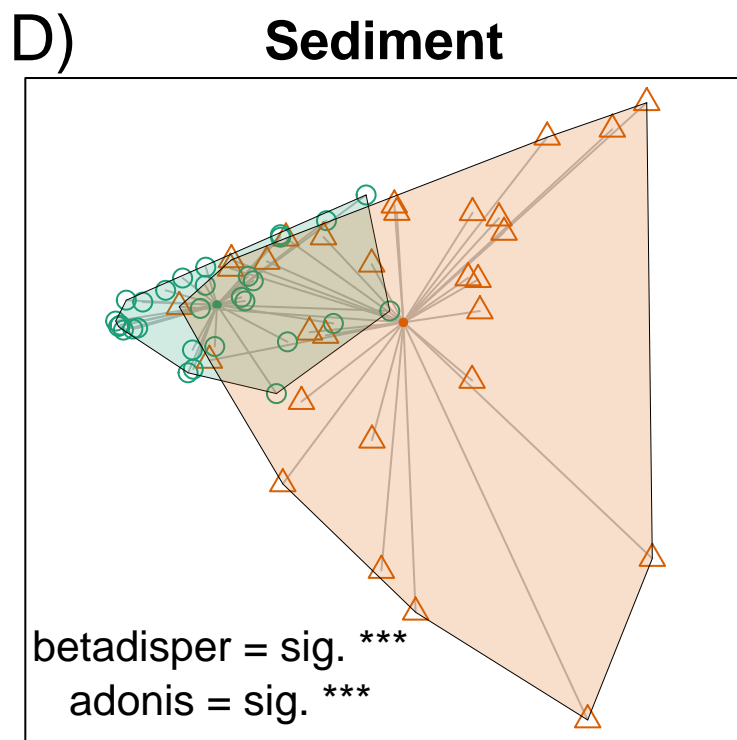 D) Sediment
betadisper = sig. ***
adonis = sig. ***